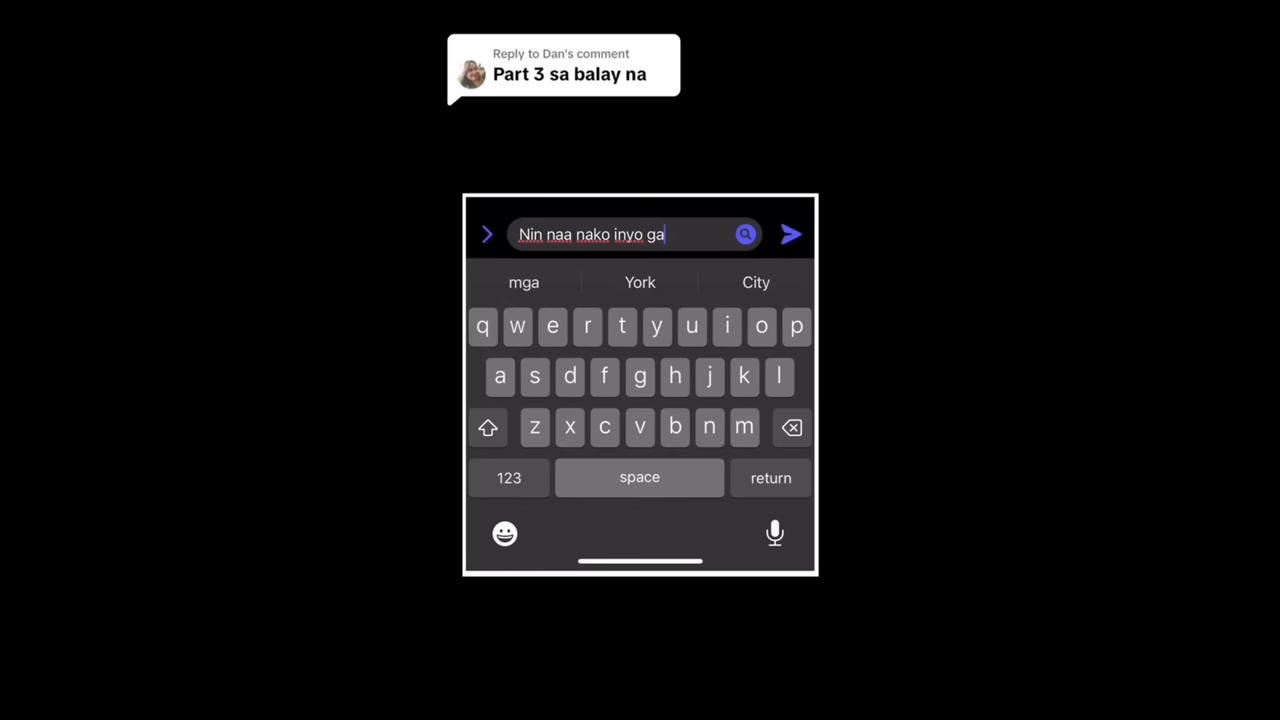 Reply to Dan's comment
Part 3 sa balay na
Nin naa nako inyo ga
mga York City
q w e r t y u i o p
a s d f g h j k l
z x c v b n m
123 space return